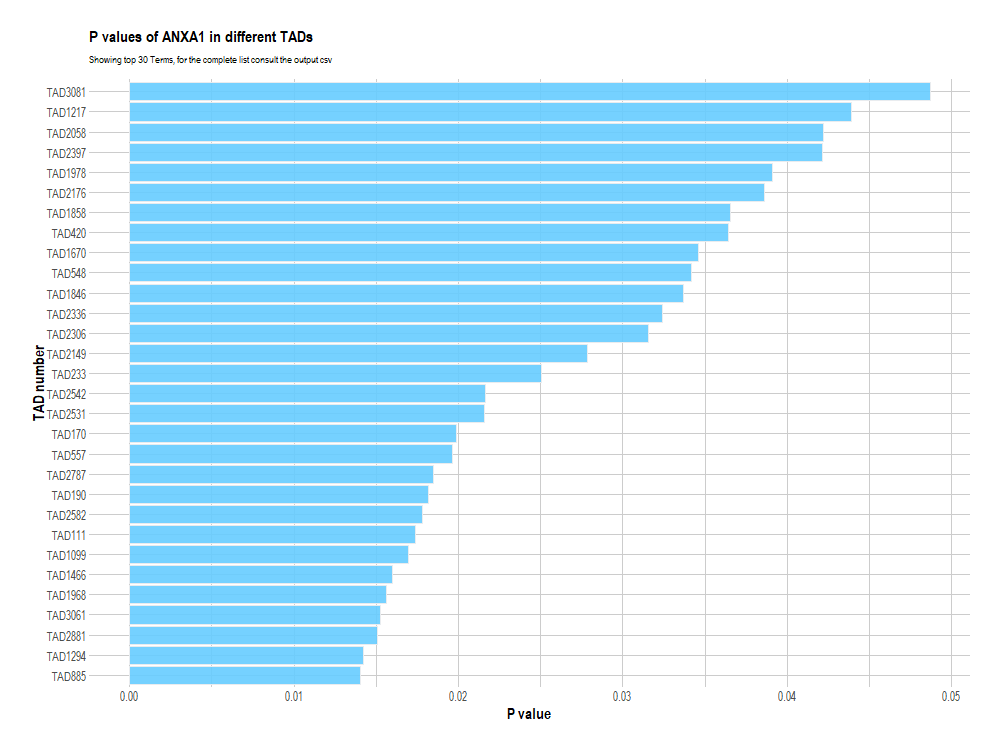 P values of ANXA1 in different TADs
Showing top 30 Terms, for the complete list consult the output csv
TAD number
TAD3081
TAD1217
TAD2058
TAD2397
TAD1978
TAD2176
TAD1858
TAD420
TAD1670
TAD548
TAD1846
TAD2336
TAD2306
TAD2149
TAD233
TAD2542
TAD2531
TAD170
TAD557
TAD2787
TAD190
TAD2582
TAD111
TAD1099
TAD1466
TAD1968
TAD3061
TAD2881
TAD1294
TAD885
0.00 0.01 0.02 0.03 0.04 0.05
P value